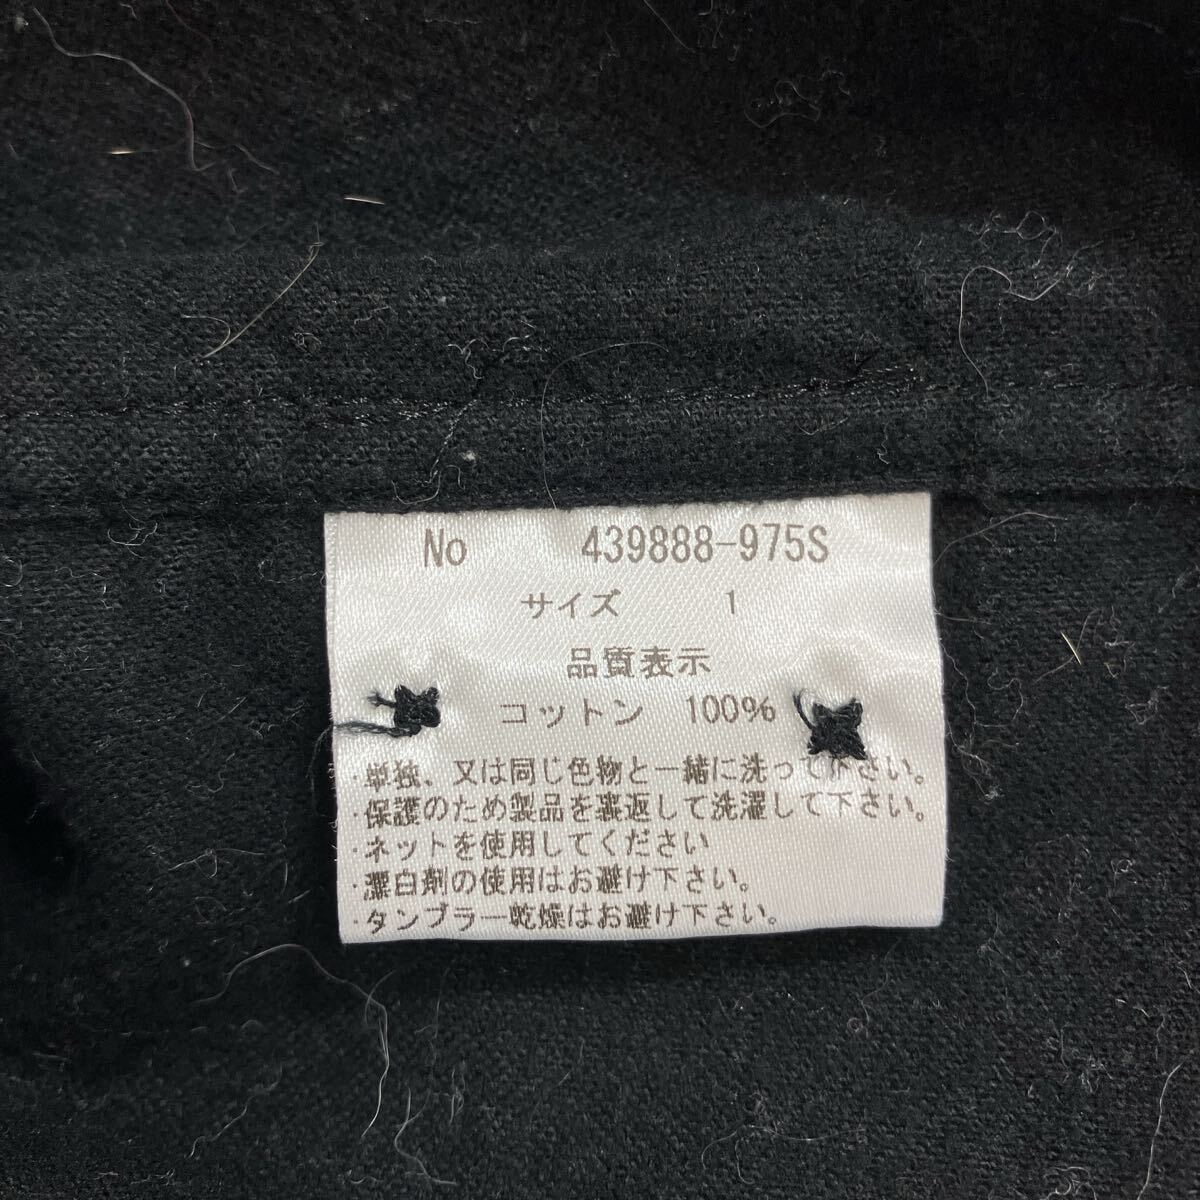 No 439888-975S
サイズ 1
品質表示
コットン 100%
・単独、又は同じ色物と一緒に洗って下さい。
・保護のため製品を裏返して洗濯して下さい。
・ネットを使用してください
・漂白剤の使用はお避け下さい。
・タンブラー乾燥はお避け下さい。